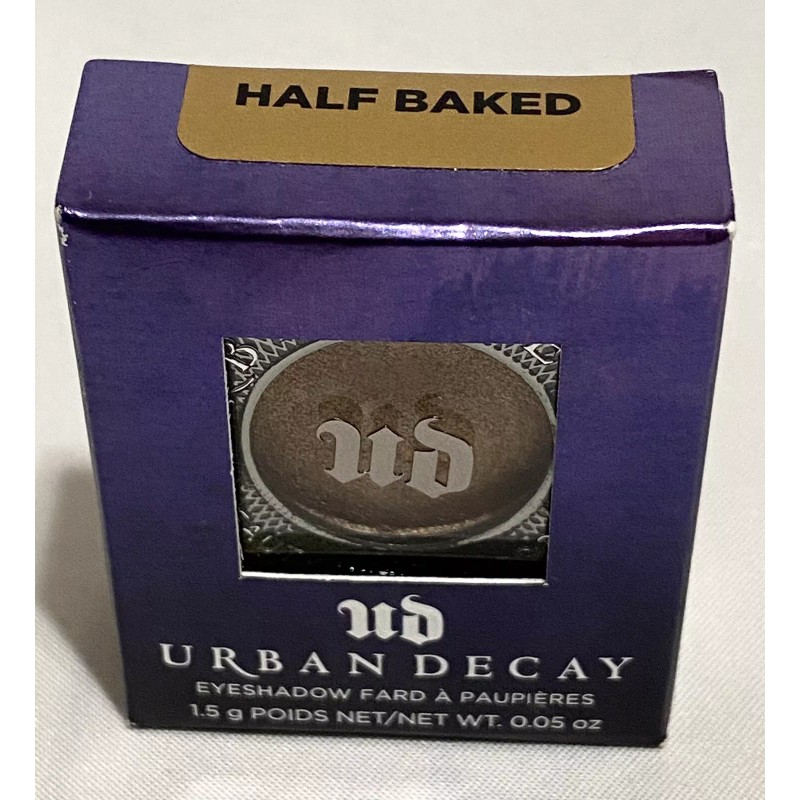 HALF BAKED
ud
ud
URBAN DECAY
EYESHADOW FARD À PAUPIÈRES
1.5 g POIDS NET/NET WT. 0.05 oz